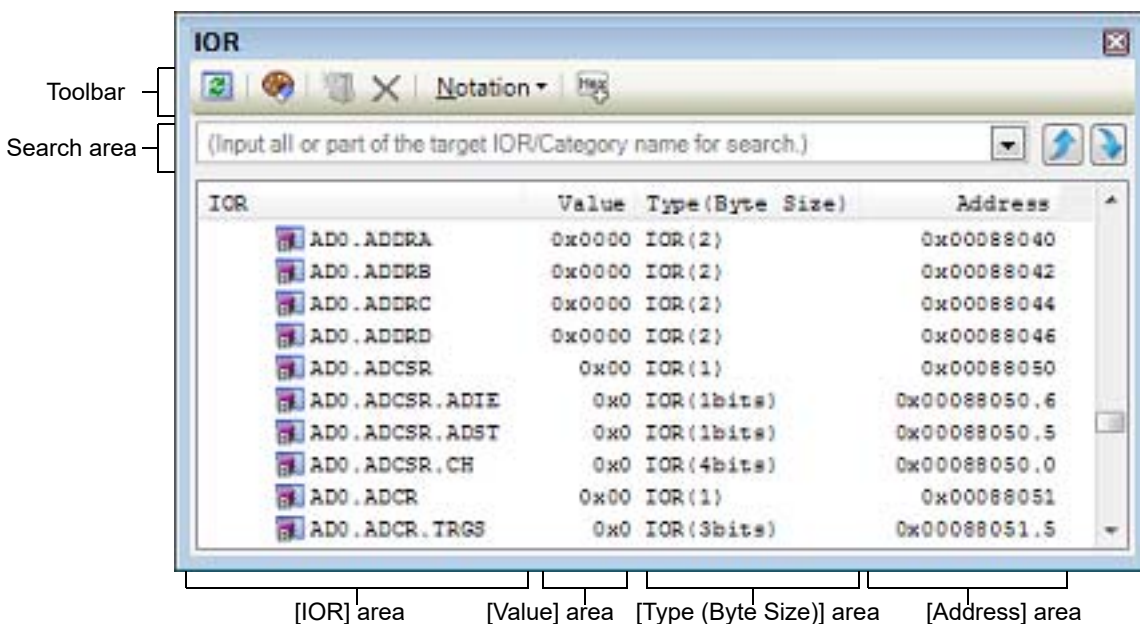 IOR
Toolbar
Notation
Hex
Search area
(Input all or part of the target IOR/Category name for search.)
IOR Value Type(Byte Size) Address
AD0.ADDRA 0x0000 IOR(2) 0x00088040
AD0.ADDRB 0x0000 IOR(2) 0x00088042
AD0.ADDRC 0x0000 IOR(2) 0x00088044
AD0.ADDRD 0x0000 IOR(2) 0x00088046
AD0.ADCSR 0x00 IOR(1) 0x00088050
AD0.ADCSR.ADIE 0x0 IOR(1bits) 0x00088050.6
AD0.ADCSR.ADST 0x0 IOR(1bits) 0x00088050.5
AD0.ADCSR.CH 0x0 IOR(4bits) 0x00088050.0
AD0.ADCR 0x00 IOR(1) 0x00088051
AD0.ADCR.TRGS 0x0 IOR(3bits) 0x00088051.5
[IOR] area [Value] area [Type (Byte Size)] area [Address] area